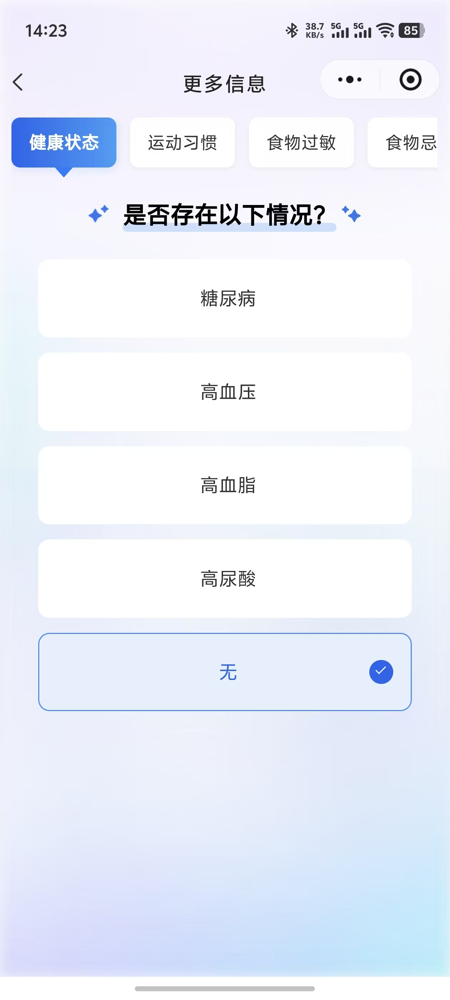 14:23
38.7 KB/s 5G 5G 85
更多信息
健康状态 运动习惯 食物过敏 食物忌
是否存在以下情况？
糖尿病
高血压
高血脂
高尿酸
无